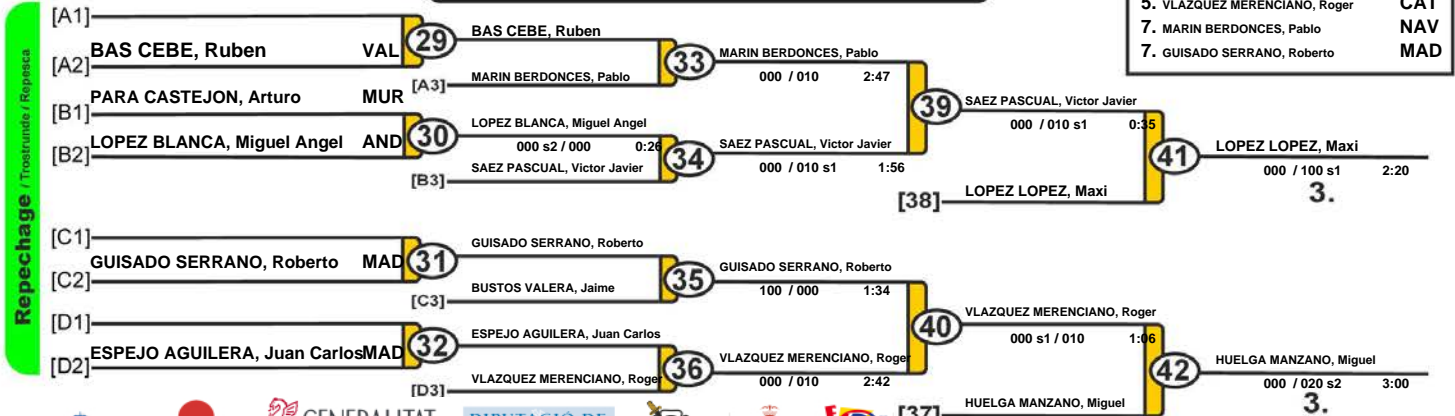 5. VLAZQUEZ MERENCIANO, Roger CAT
7. MARIN BERDONCES, Pablo NAV
7. GUISADO SERRANO, Roberto MAD
Repechage / Trostrunde / Repesca
[A1]
[A2] BAS CEBE, Ruben VAL
29
BAS CEBE, Ruben
[A3] MARIN BERDONCES, Pablo
33
MARIN BERDONCES, Pablo
000 / 010 2:47
PARA CASTEJON, Arturo MUR
[B1]
[B2] LOPEZ BLANCA, Miguel Angel AND
30
LOPEZ BLANCA, Miguel Angel
000 s2 / 000 0:26
SAEZ PASCUAL, Victor Javier
[B3]
34
SAEZ PASCUAL, Victor Javier
000 / 010 s1 1:56
39
SAEZ PASCUAL, Victor Javier
000 / 010 s1 0:35
[38] LOPEZ LOPEZ, Maxi
41
LOPEZ LOPEZ, Maxi
000 / 100 s1 2:20
3.
[C1]
GUISADO SERRANO, Roberto MAD
[C2]
31
GUISADO SERRANO, Roberto
BUSTOS VALERA, Jaime
[C3]
35
GUISADO SERRANO, Roberto
100 / 000 1:34
[D1]
[D2] ESPEJO AGUILERA, Juan Carlos MAD
32
ESPEJO AGUILERA, Juan Carlos
VLAZQUEZ MERENCIANO, Roger
[D3]
36
VLAZQUEZ MERENCIANO, Roger
000 / 010 2:42
40
VLAZQUEZ MERENCIANO, Roger
000 s1 / 010 1:06
[37] HUELGA MANZANO, Miguel
42
HUELGA MANZANO, Miguel
000 / 020 s2 3:00
3.
GENERALITAT
DIPUTACIÓ DE